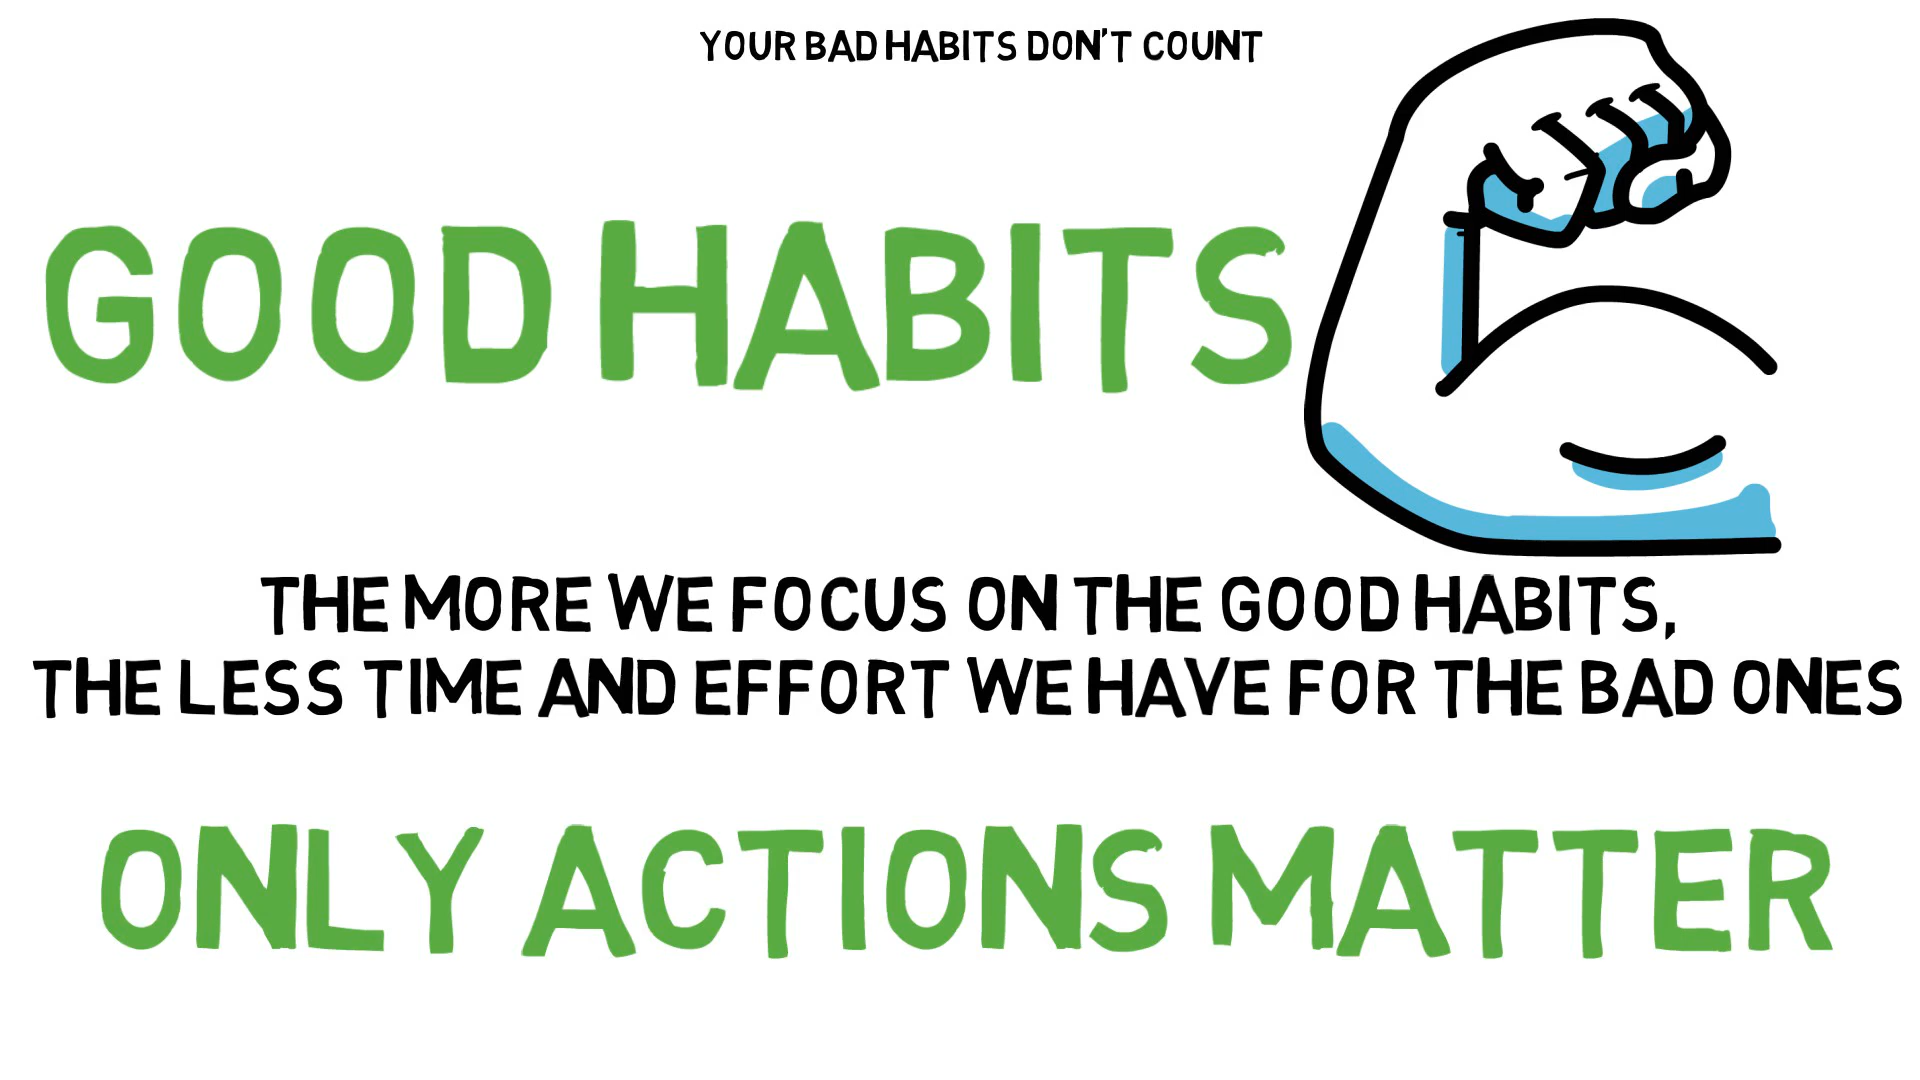 YOUR BAD HABITS DON'T COUNT
GOOD HABITS
THE MORE WE FOCUS ON THE GOOD HABITS,
THE LESS TIME AND EFFORT WE HAVE FOR THE BAD ONES
ONLY ACTIONS MATTER